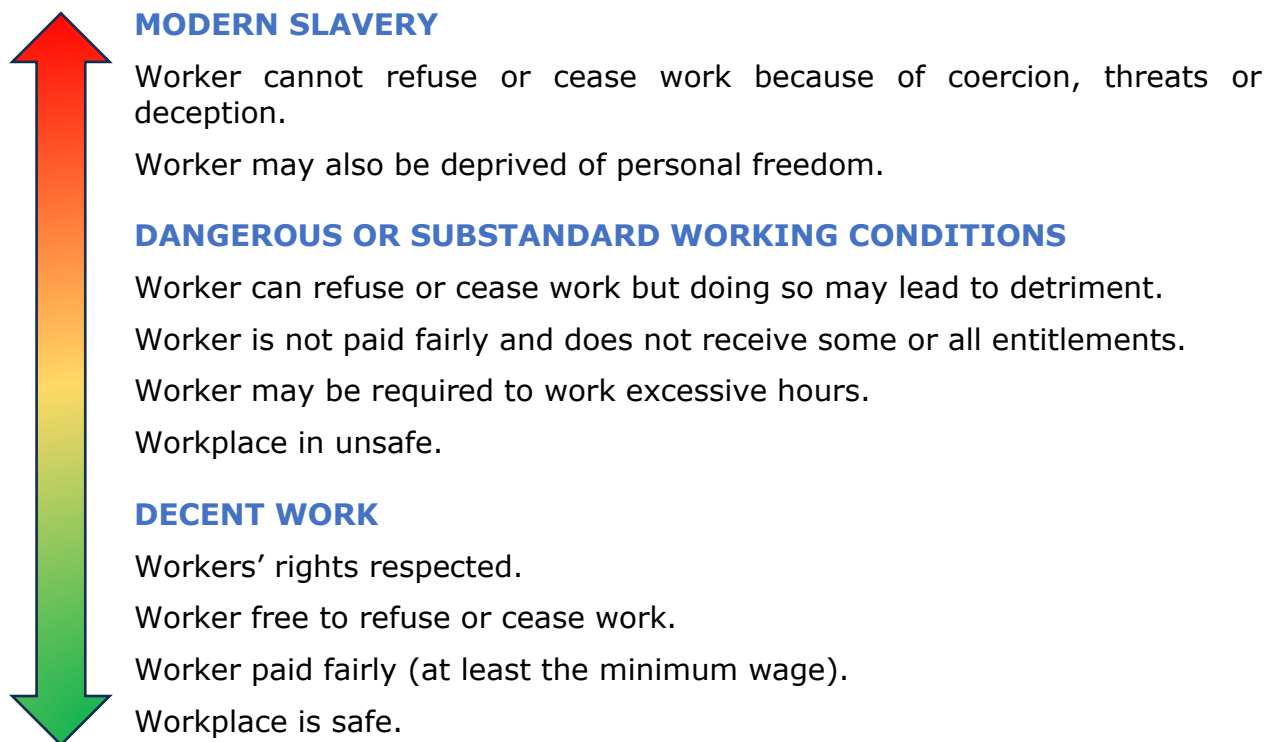 MODERN SLAVERY
Worker cannot refuse or cease work because of coercion, threats or
deception.
Worker may also be deprived of personal freedom.
DANGEROUS OR SUBSTANDARD WORKING CONDITIONS
Worker can refuse or cease work but doing so may lead to detriment.
Worker is not paid fairly and does not receive some or all entitlements.
Worker may be required to work excessive hours.
Workplace in unsafe.
DECENT WORK
Workers’ rights respected.
Worker free to refuse or cease work.
Worker paid fairly (at least the minimum wage).
Workplace is safe.